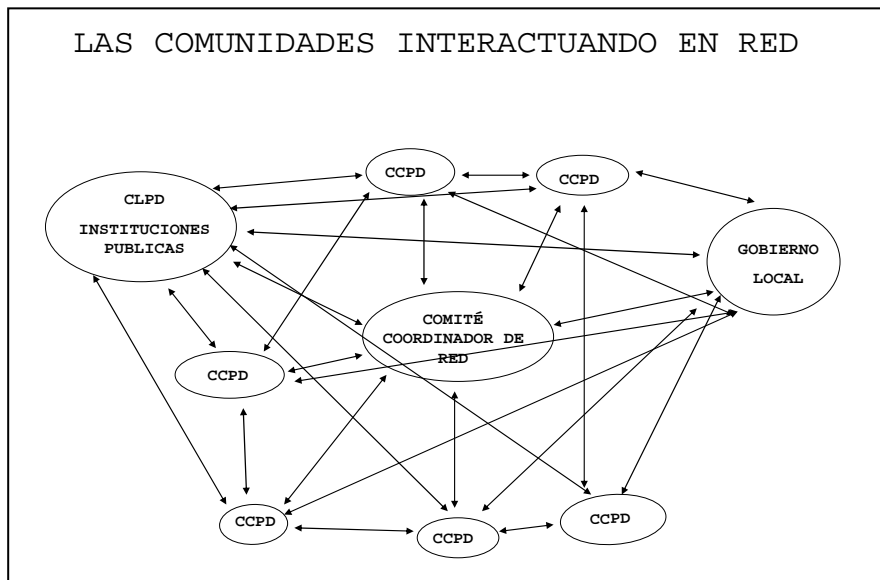 LAS COMUNIDADES INTERACTUANDO EN RED
CCPD
CCPD
CLPD
INSTITUCIONES
PUBLICAS
GOBIERNO
LOCAL
COMITÉ
COORDINADOR DE
RED
CCPD
CCPD
CCPD
CCPD